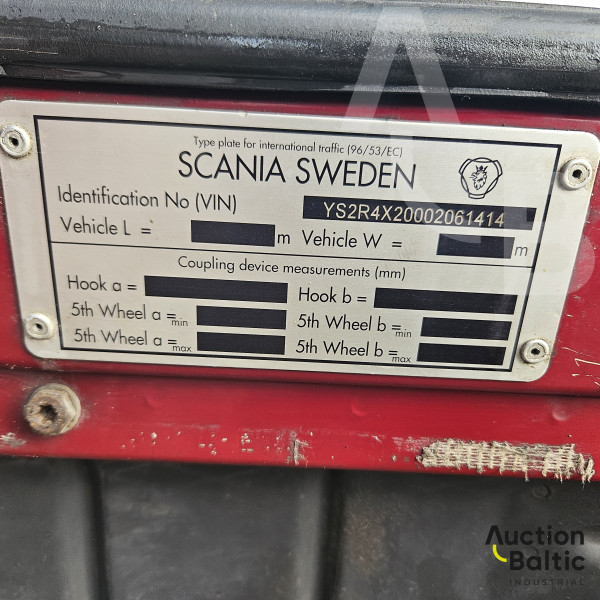 Type plate for international traffic (96/53/EC)
SCANIA SWEDEN
Identification No (VIN) YS2R4X20002061414
Vehicle L = m Vehicle W = m
Coupling device measurements (mm)
Hook a = Hook b =
5th Wheel a =min 5th Wheel b =min
5th Wheel a =max 5th Wheel b =max
Auction
Baltic
INDUSTRIAL